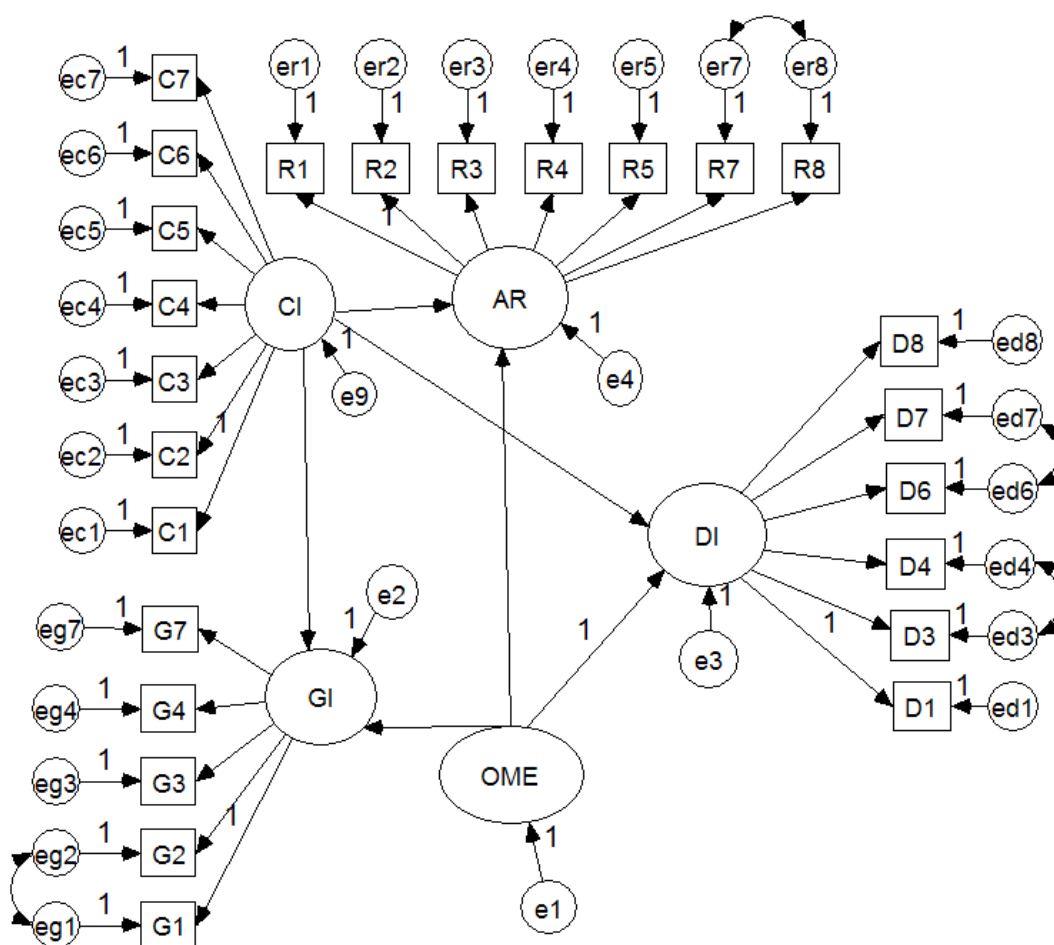 er1 er2 er3 er4 er5 er7 er8
1 1 1 1 1 1 1
R1 R2 R3 R4 R5 R7 R8
1
ec7 1 C7
ec6 1 C6
ec5 1 C5
ec4 1 C4
ec3 1 C3
ec2 1 C2
1
ec1 1 C1
CI
1
e9
AR
1
e4
D8 1 ed8
D7 1 ed7
D6 1 ed6
D4 1 ed4
D3 1 ed3
1
D1 1 ed1
DI
1
e3
e2
1
eg7 1 G7
eg4 1 G4
eg3 1 G3
eg2 1 G2
1
eg1 1 G1
GI
1
OME
1
e1